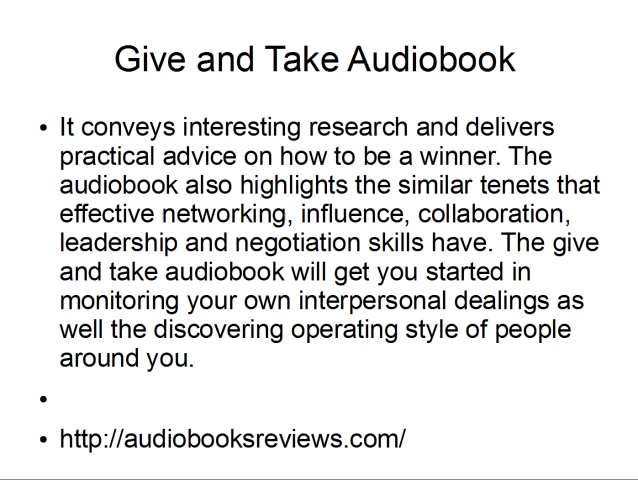 Give and Take Audiobook
• It conveys interesting research and delivers
practical advice on how to be a winner. The
audiobook also highlights the similar tenets that
effective networking, influence, collaboration,
leadership and negotiation skills have. The give
and take audiobook will get you started in
monitoring your own interpersonal dealings as
well the discovering operating style of people
around you.
•
• http://audiobooksreviews.com/